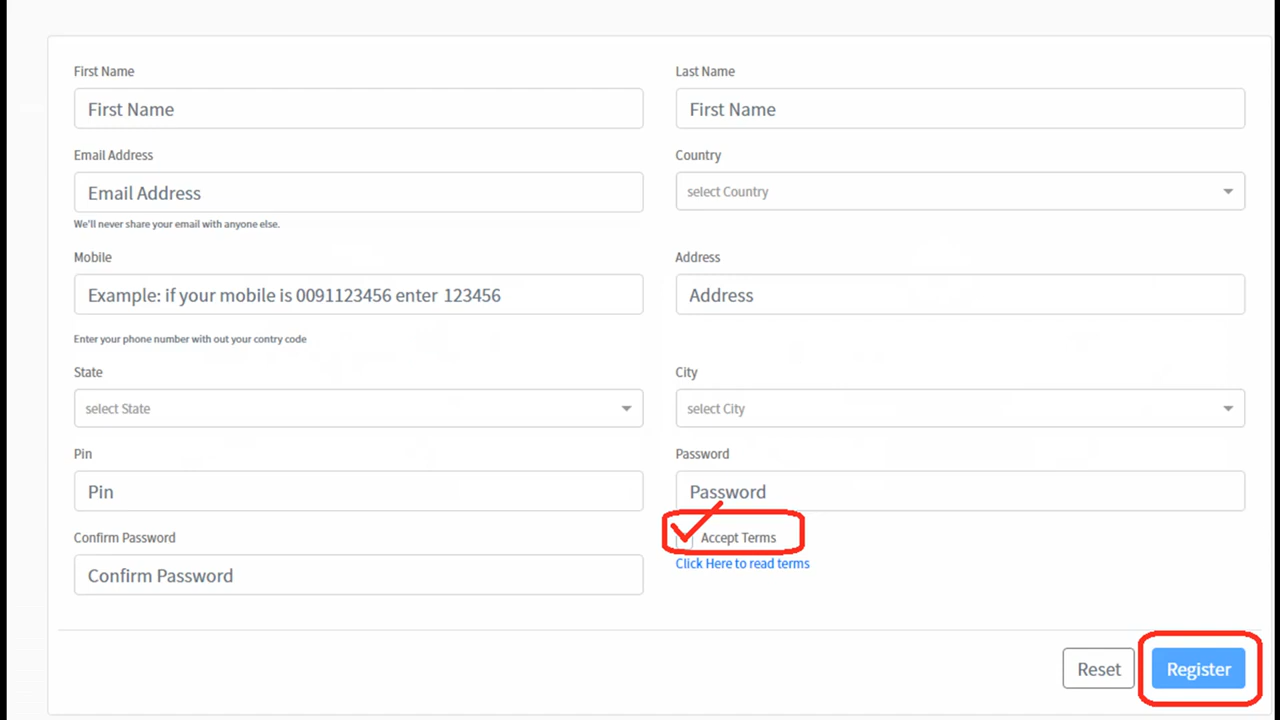 First Name
Last Name
First Name
First Name
Email Address
Country
Email Address
select Country
We'll never share your email with anyone else.
Mobile
Address
Example: if your mobile is 0091123456 enter 123456
Address
Enter your phone number with out your contry code
State
City
select State
select City
Pin
Password
Pin
Password
Confirm Password
Accept Terms
Click Here to read terms
Confirm Password
Reset
Register